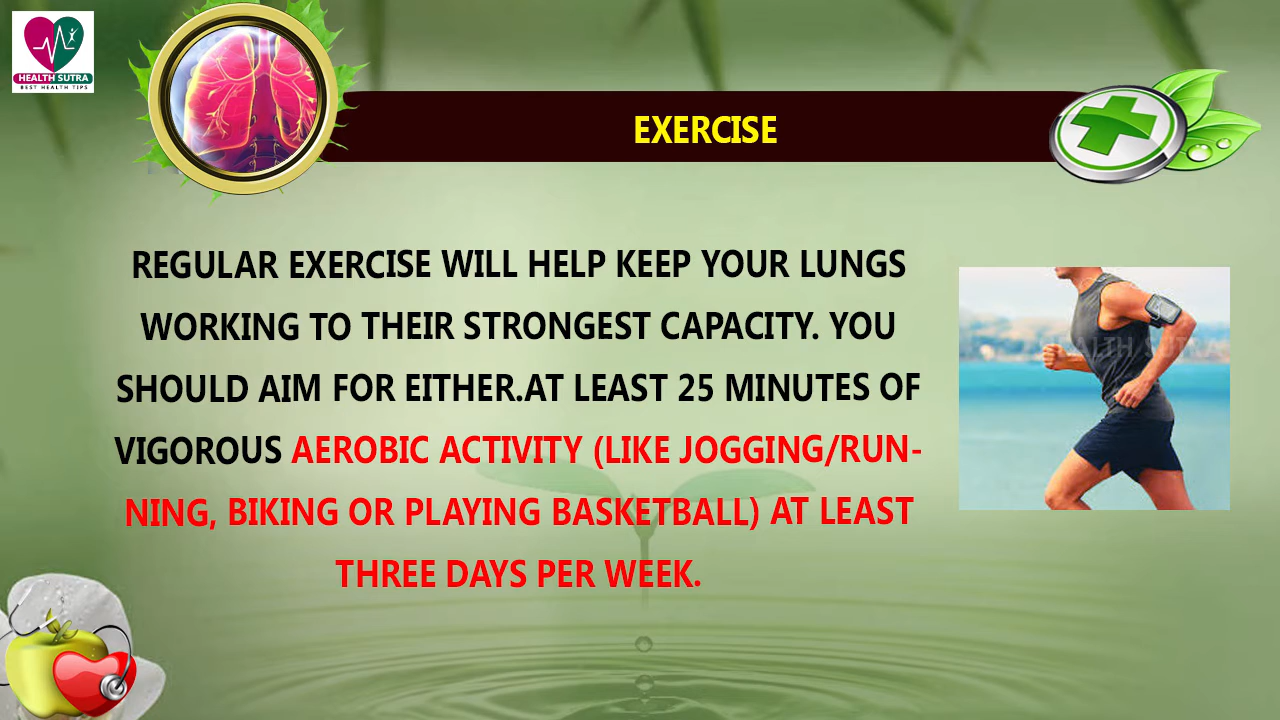 HEALTH SUTRA
BEST HEALTH TIPS
EXERCISE
REGULAR EXERCISE WILL HELP KEEP YOUR LUNGS
WORKING TO THEIR STRONGEST CAPACITY. YOU
SHOULD AIM FOR EITHER.AT LEAST 25 MINUTES OF
VIGOROUS AEROBIC ACTIVITY (LIKE JOGGING/RUN-
NING, BIKING OR PLAYING BASKETBALL) AT LEAST
THREE DAYS PER WEEK.
HEALTH SUTRA